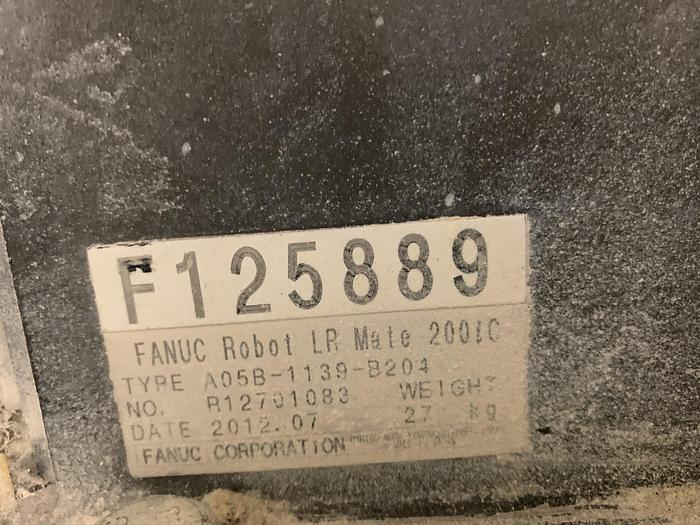 F125889
FANUC Robot LR Mate 200iC
TYPE A05B-1139-B204
NO. R12701083 WEIGHT
DATE 2012.07 27 kg
FANUC CORPORATION